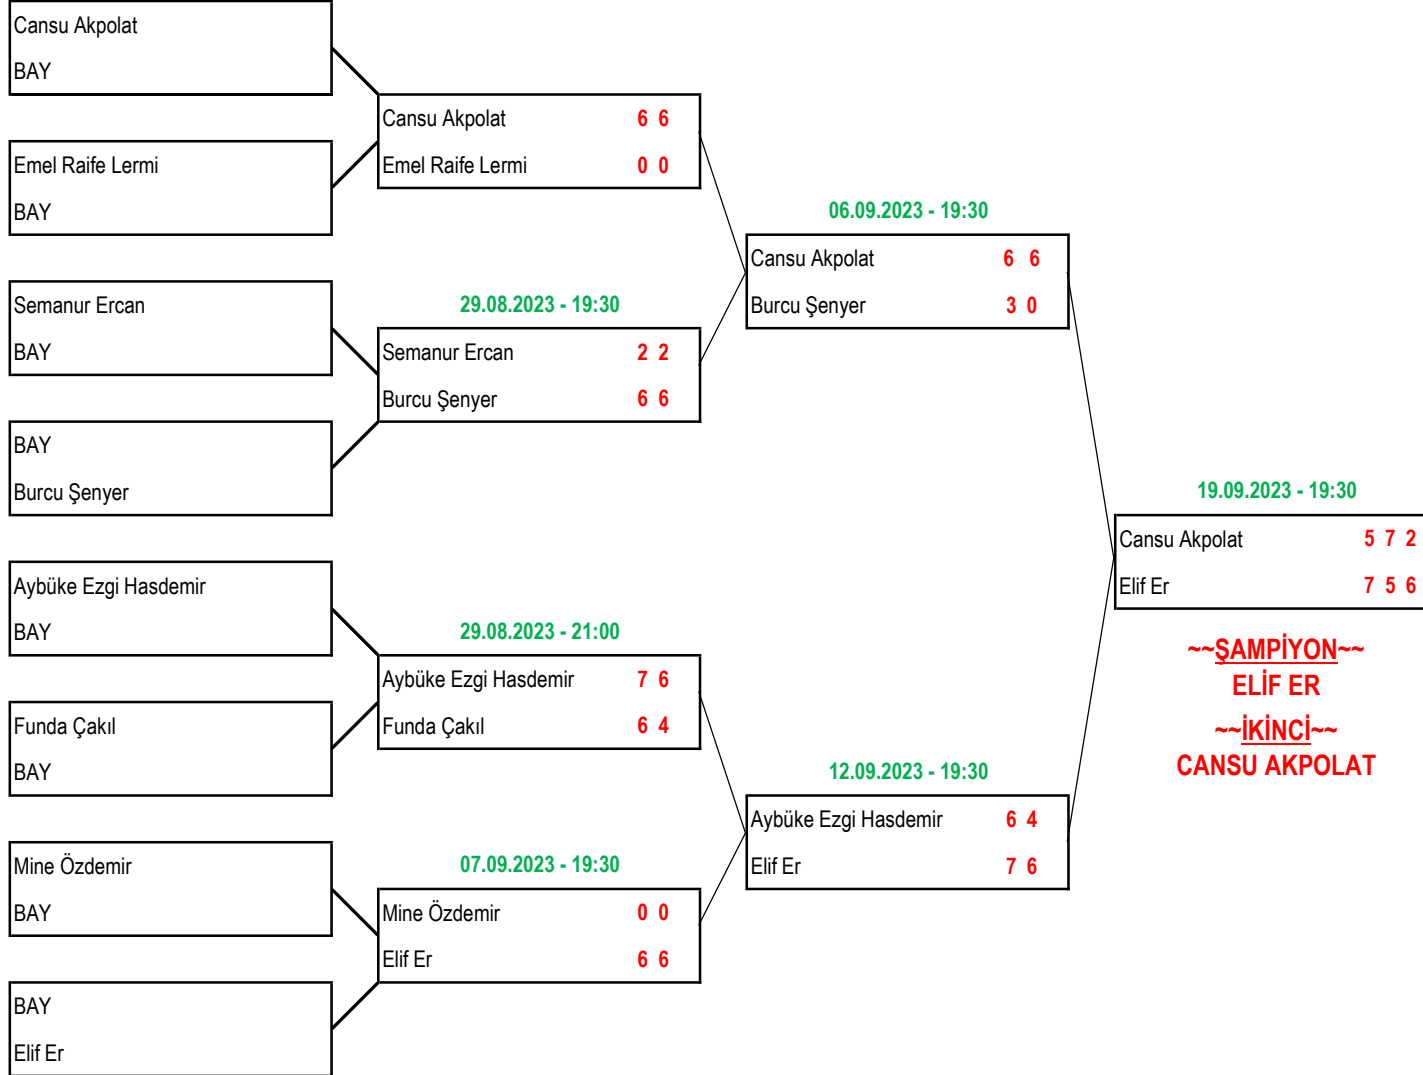 Cansu Akpolat
BAY
Emel Raife Lermi
BAY
Semanur Ercan
BAY
BAY
Burcu Şenyer
Aybüke Ezgi Hasdemir
BAY
Funda Çakıl
BAY
Mine Özdemir
BAY
BAY
Elif Er
Cansu Akpolat 6 6
Emel Raife Lermi 0 0
29.08.2023 - 19:30
Semanur Ercan 2 2
Burcu Şenyer 6 6
29.08.2023 - 21:00
Aybüke Ezgi Hasdemir 7 6
Funda Çakıl 6 4
07.09.2023 - 19:30
Mine Özdemir 0 0
Elif Er 6 6
06.09.2023 - 19:30
Cansu Akpolat 6 6
Burcu Şenyer 3 0
12.09.2023 - 19:30
Aybüke Ezgi Hasdemir 6 4
Elif Er 7 6
19.09.2023 - 19:30
Cansu Akpolat 5 7 2
Elif Er 7 5 6
~~ŞAMPİYON~~
ELİF ER
~~İKİNCİ~~
CANSU AKPOLAT